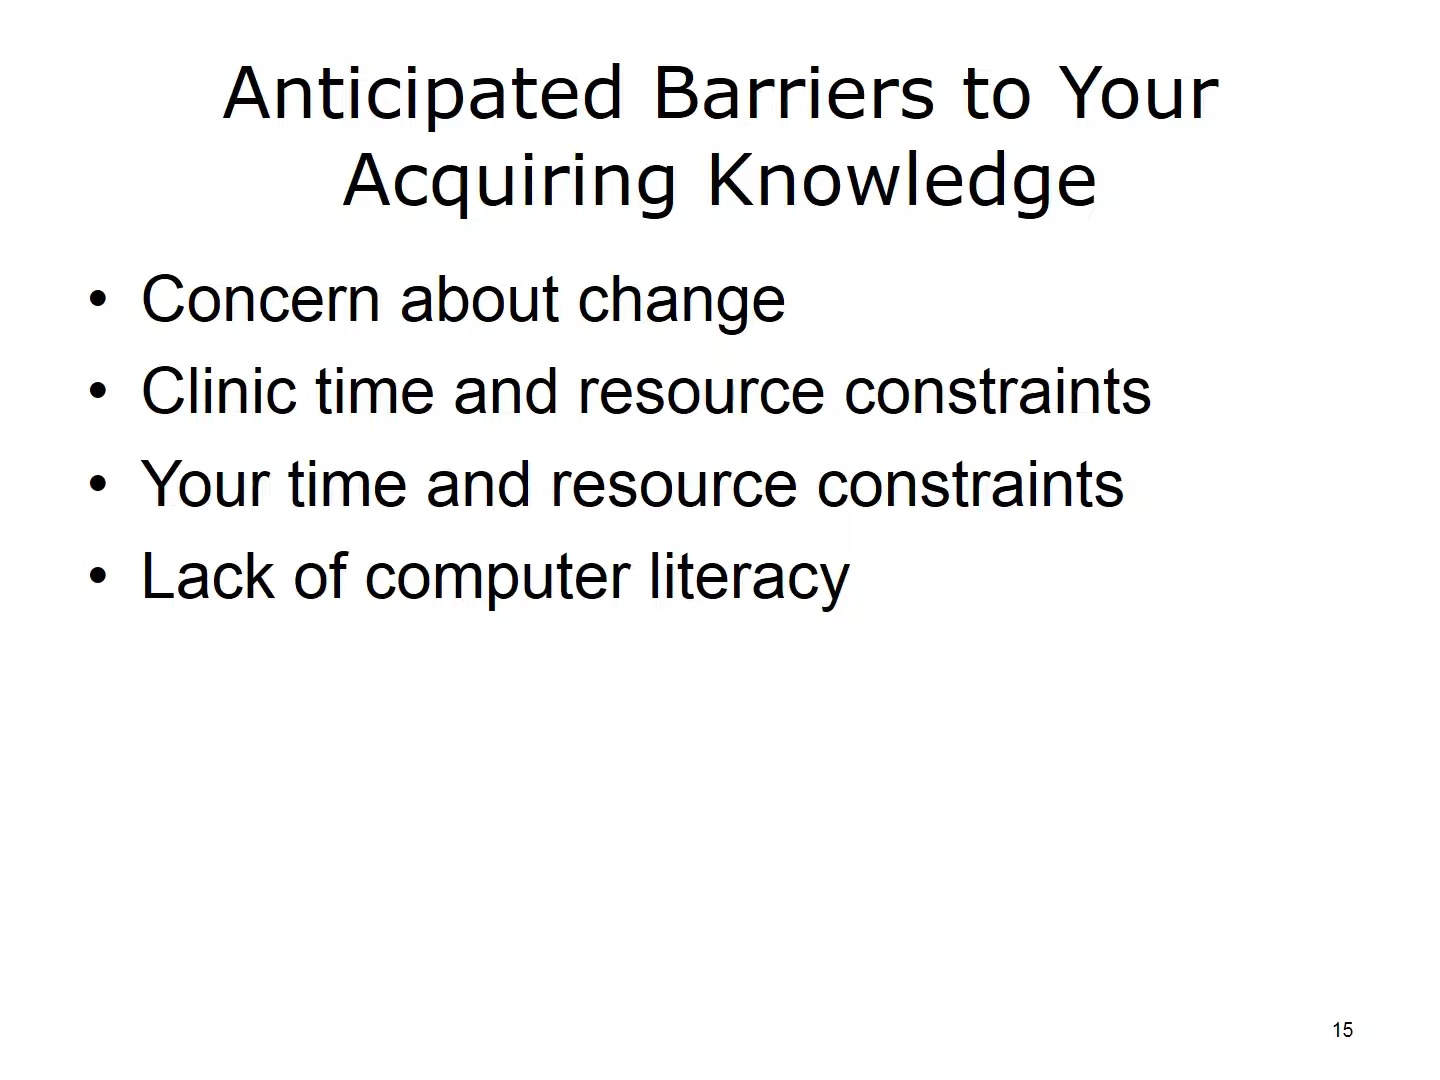 Anticipated Barriers to Your
Acquiring Knowledge
• Concern about change
• Clinic time and resource constraints
• Your time and resource constraints
• Lack of computer literacy
15